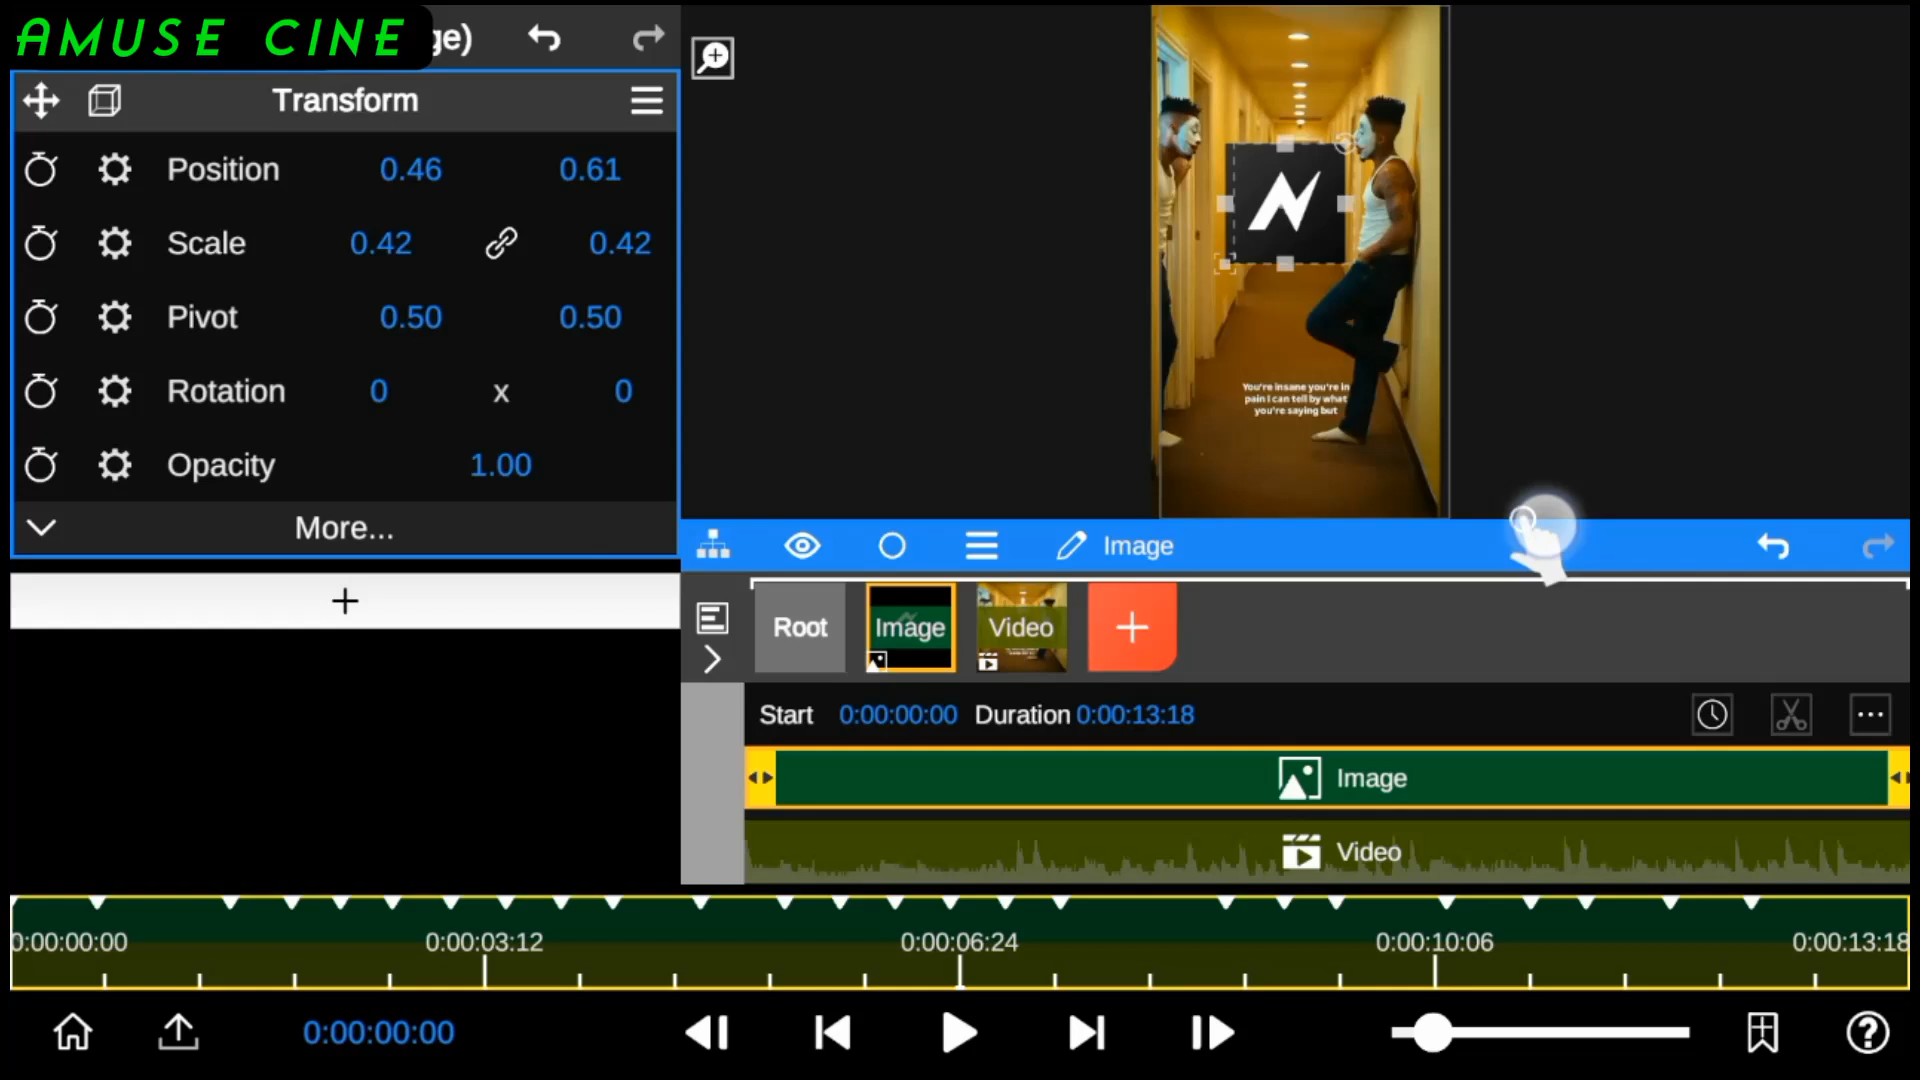 AMUSE CINE
ge)
Transform
Position 0.46 0.61
Scale 0.42 0.42
Pivot 0.50 0.50
Rotation 0 x 0
Opacity 1.00
More...
+
You're insane you're in
pain I can tell by what
you're saying but
Image
Root
Image
Video
+
Start 0:00:00:00 Duration 0:00:13:18
Image
Video
0:00:00:00 0:00:03:12 0:00:06:24 0:00:10:06 0:00:13:18
0:00:00:00